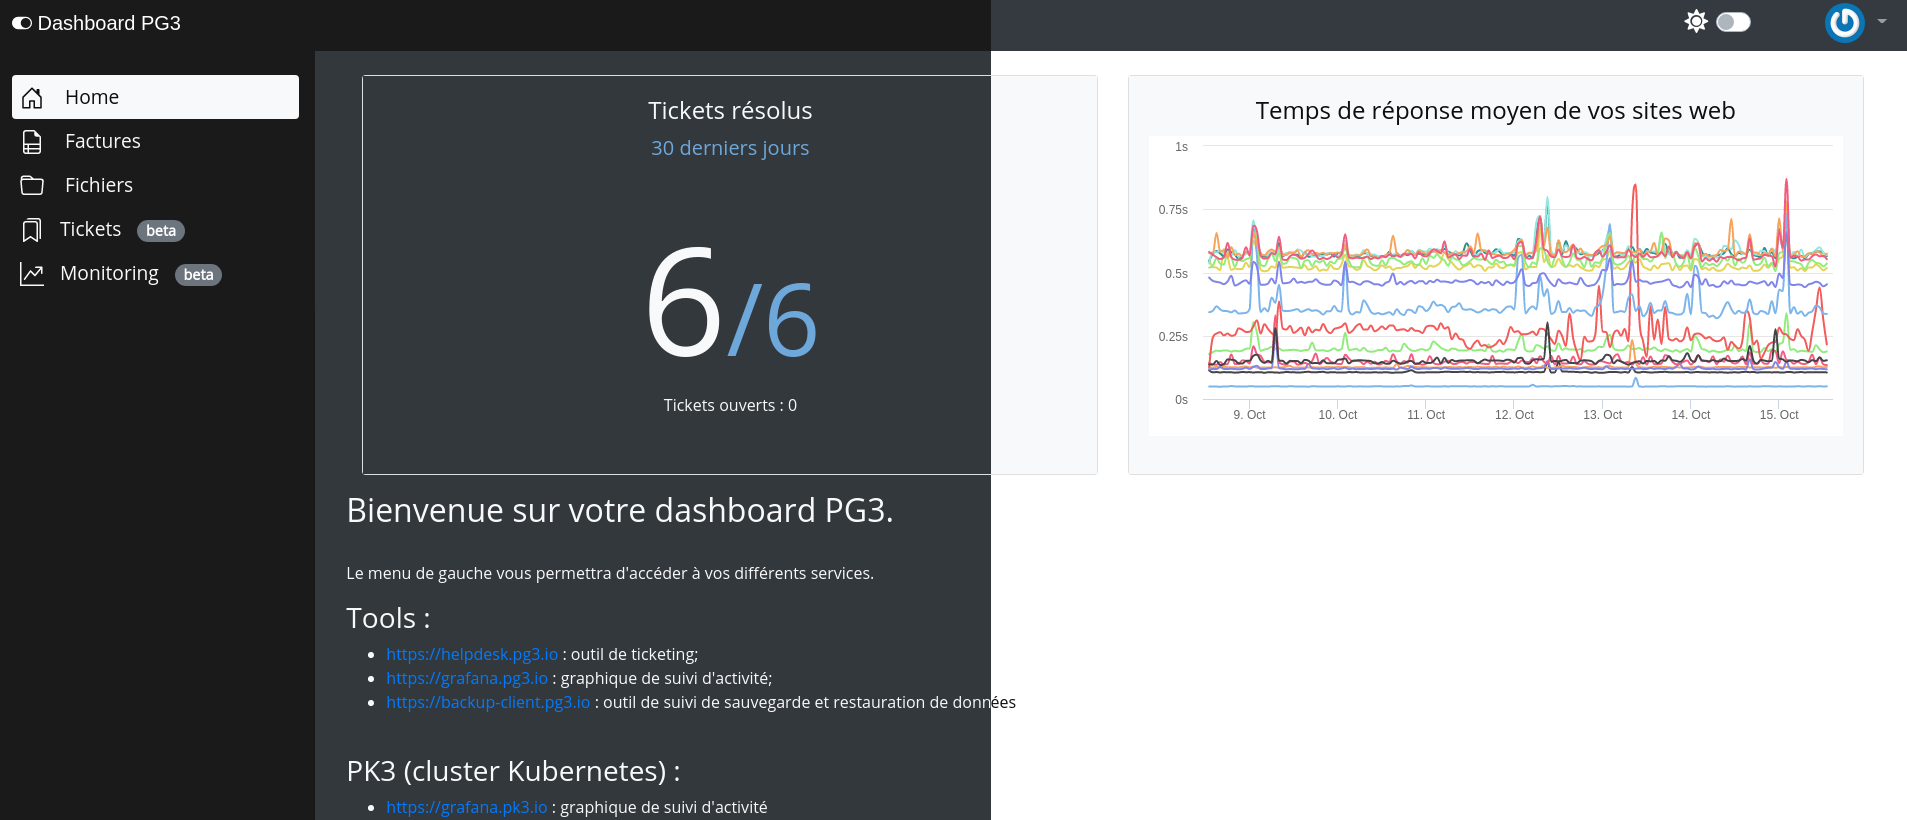 Dashboard PG3
Home
Factures
Fichiers
Tickets beta
Monitoring beta
Tickets résolus
30 derniers jours
6/6
Tickets ouverts : 0
Temps de réponse moyen de vos sites web
1s
0.75s
0.5s
0.25s
0s
9. Oct 10. Oct 11. Oct 12. Oct 13. Oct 14. Oct 15. Oct
Bienvenue sur votre dashboard PG3.
Le menu de gauche vous permettra d'accéder à vos différents services.
Tools :
https://helpdesk.pg3.io : outil de ticketing;
https://grafana.pg3.io : graphique de suivi d'activité;
https://backup-client.pg3.io : outil de suivi de sauvegarde et restauration de données
PK3 (cluster Kubernetes) :
https://grafana.pk3.io : graphique de suivi d'activité